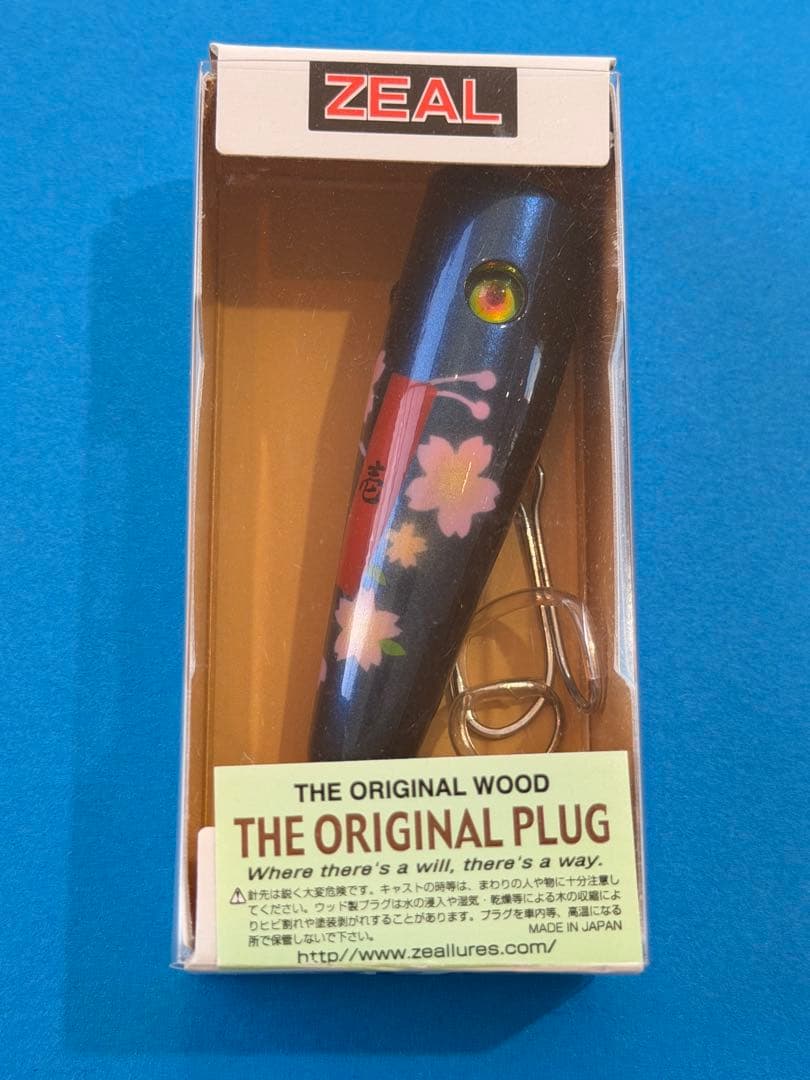 ZEAL
THE ORIGINAL WOOD
THE ORIGINAL PLUG
Where there's a will, there's a way.
針先は鋭く大変危険です。キャストの時等は、まわりの人や物に十分注意し
てください。ウッド製プラグは水の浸入や湿気・乾燥等による木の収縮によ
りヒビ割れや塗装剥がれすることがあります。プラグを車内等、高温になる
所で保管しないで下さい。
MADE IN JAPAN
http//www.zeallures.com/